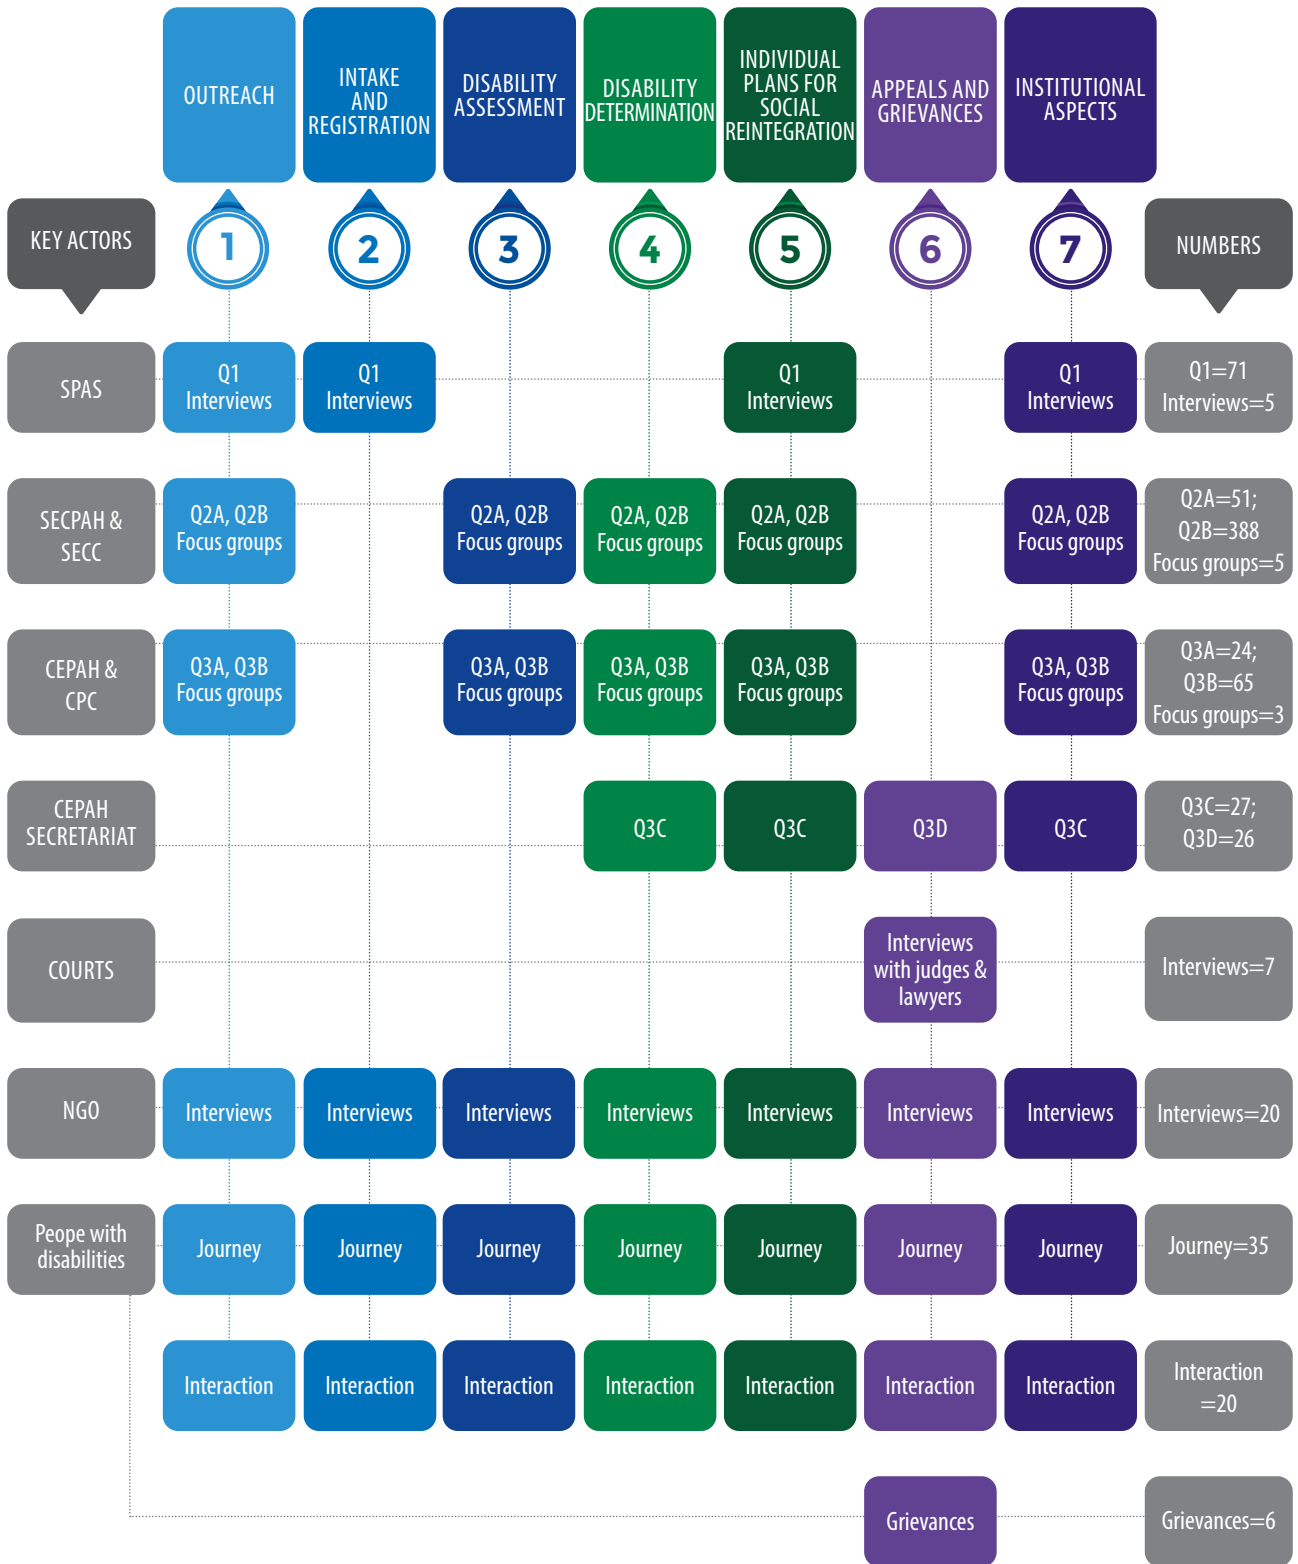 OUTREACH
INTAKE
AND
REGISTRATION
DISABILITY
ASSESSMENT
DISABILITY
DETERMINATION
INDIVIDUAL
PLANS FOR
SOCIAL
REINTEGRATION
APPEALS AND
GRIEVANCES
INSTITUTIONAL
ASPECTS
KEY ACTORS
1
2
3
4
5
6
7
NUMBERS
SPAS
Q1
Interviews
Q1
Interviews
Q1
Interviews
Q1
Interviews
Q1=71
Interviews=5
SECPAH &
SECC
Q2A, Q2B
Focus groups
Q2A, Q2B
Focus groups
Q2A, Q2B
Focus groups
Q2A, Q2B
Focus groups
Q2A, Q2B
Focus groups
Q2A=51;
Q2B=388
Focus groups=5
CEPAH &
CPC
Q3A, Q3B
Focus groups
Q3A, Q3B
Focus groups
Q3A, Q3B
Focus groups
Q3A, Q3B
Focus groups
Q3A, Q3B
Focus groups
Q3A=24;
Q3B=65
Focus groups=3
CEPAH
SECRETARIAT
Q3C
Q3C
Q3D
Q3C
Q3C=27;
Q3D=26
COURTS
Interviews
with judges &
lawyers
Interviews=7
NGO
Interviews
Interviews
Interviews
Interviews
Interviews
Interviews
Interviews
Interviews=20
Peope with
disabilities
Journey
Journey
Journey
Journey
Journey
Journey
Journey
Journey=35
Interaction
Interaction
Interaction
Interaction
Interaction
Interaction
Interaction
Interaction
=20
Grievances
Grievances=6